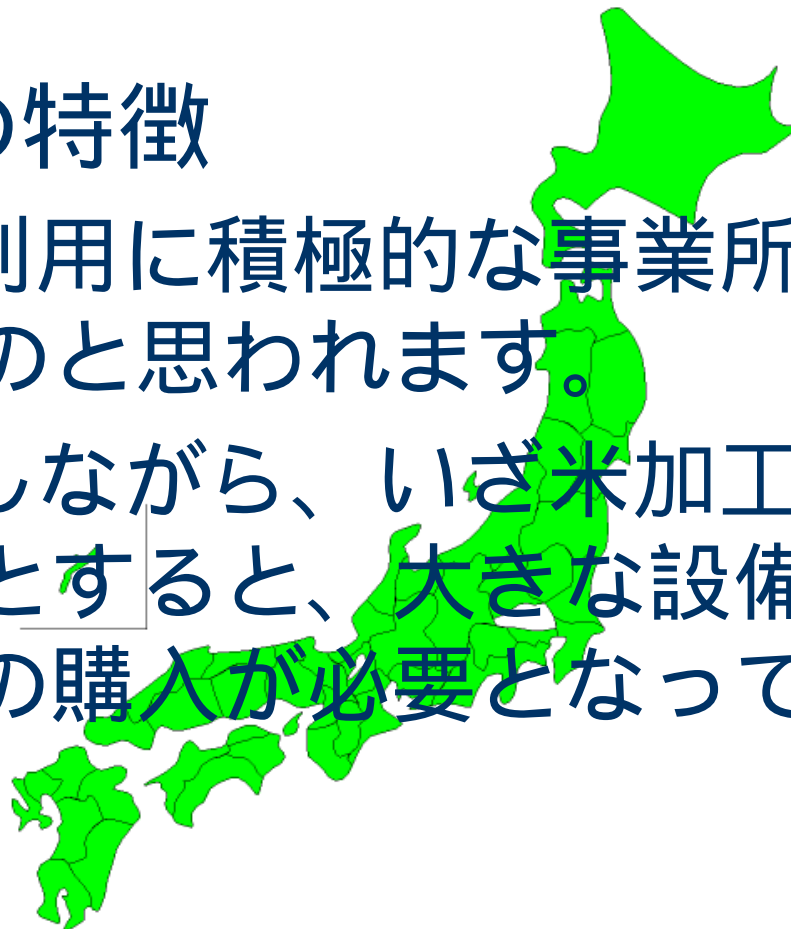 の特徴
利用に積極的な事業所
のと思われます。
しながら、いざ米加工
とすると、大きな設備
の購入が必要となって